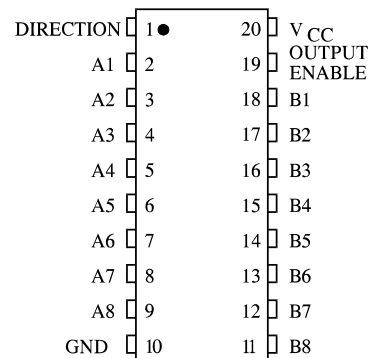 DIRECTION 1 20 VCC
A1 2 19 OUTPUT ENABLE
A2 3 18 B1
A3 4 17 B2
A4 5 16 B3
A5 6 15 B4
A6 7 14 B5
A7 8 13 B6
A8 9 12 B7
GND 10 11 B8